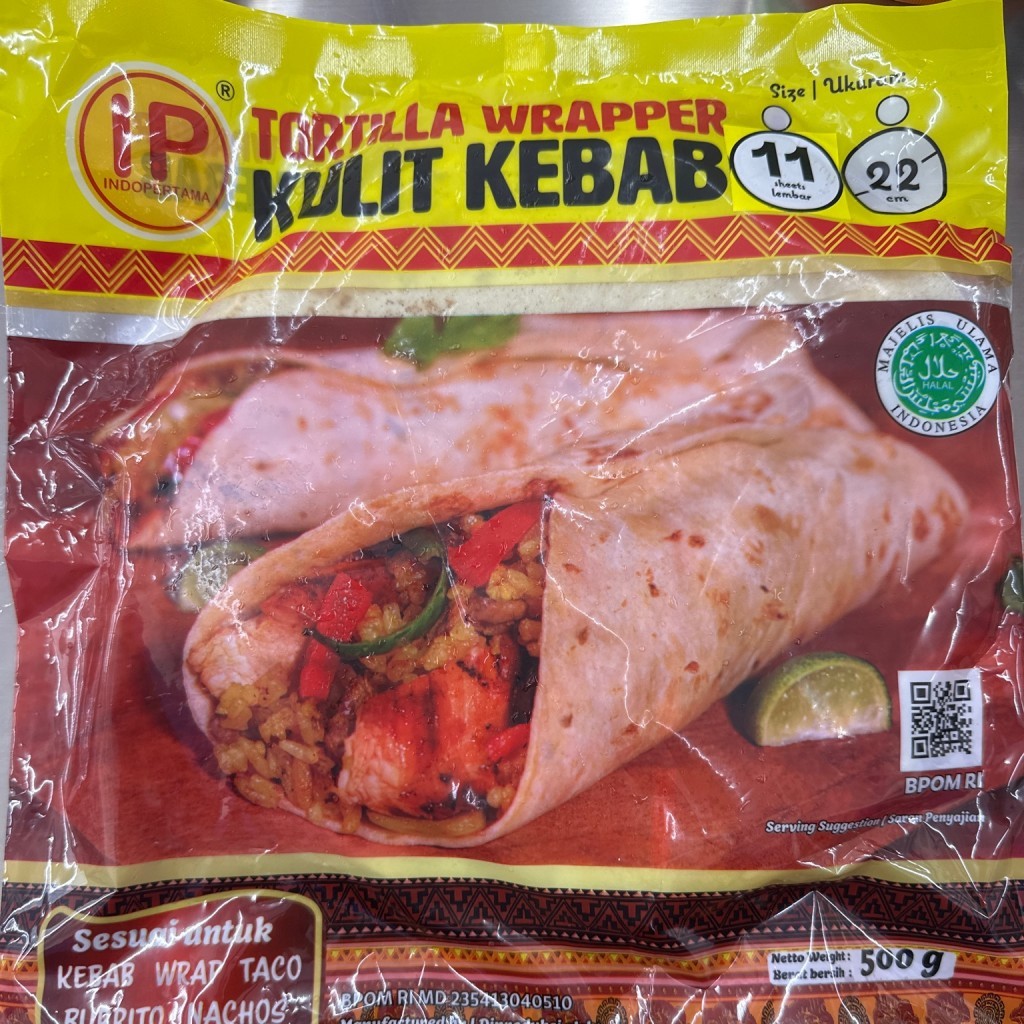 iP
®
INDOPERTAMA
TORTILLA WRAPPER
KULIT KEBAB
Size | Ukuran:
11
sheets
lembar
22
cm
MAJELIS ULAMA
حلال
HALAL
INDONESIA
BPOM RI
Serving Suggestion / Saran Penyajian
Sesuai untuk
KEBAB WRAP TACO
BURRITO NACHOS
Netto Weight :
Berat bersih :
500 g
BPOM RI MD 235413040510
Manufactured